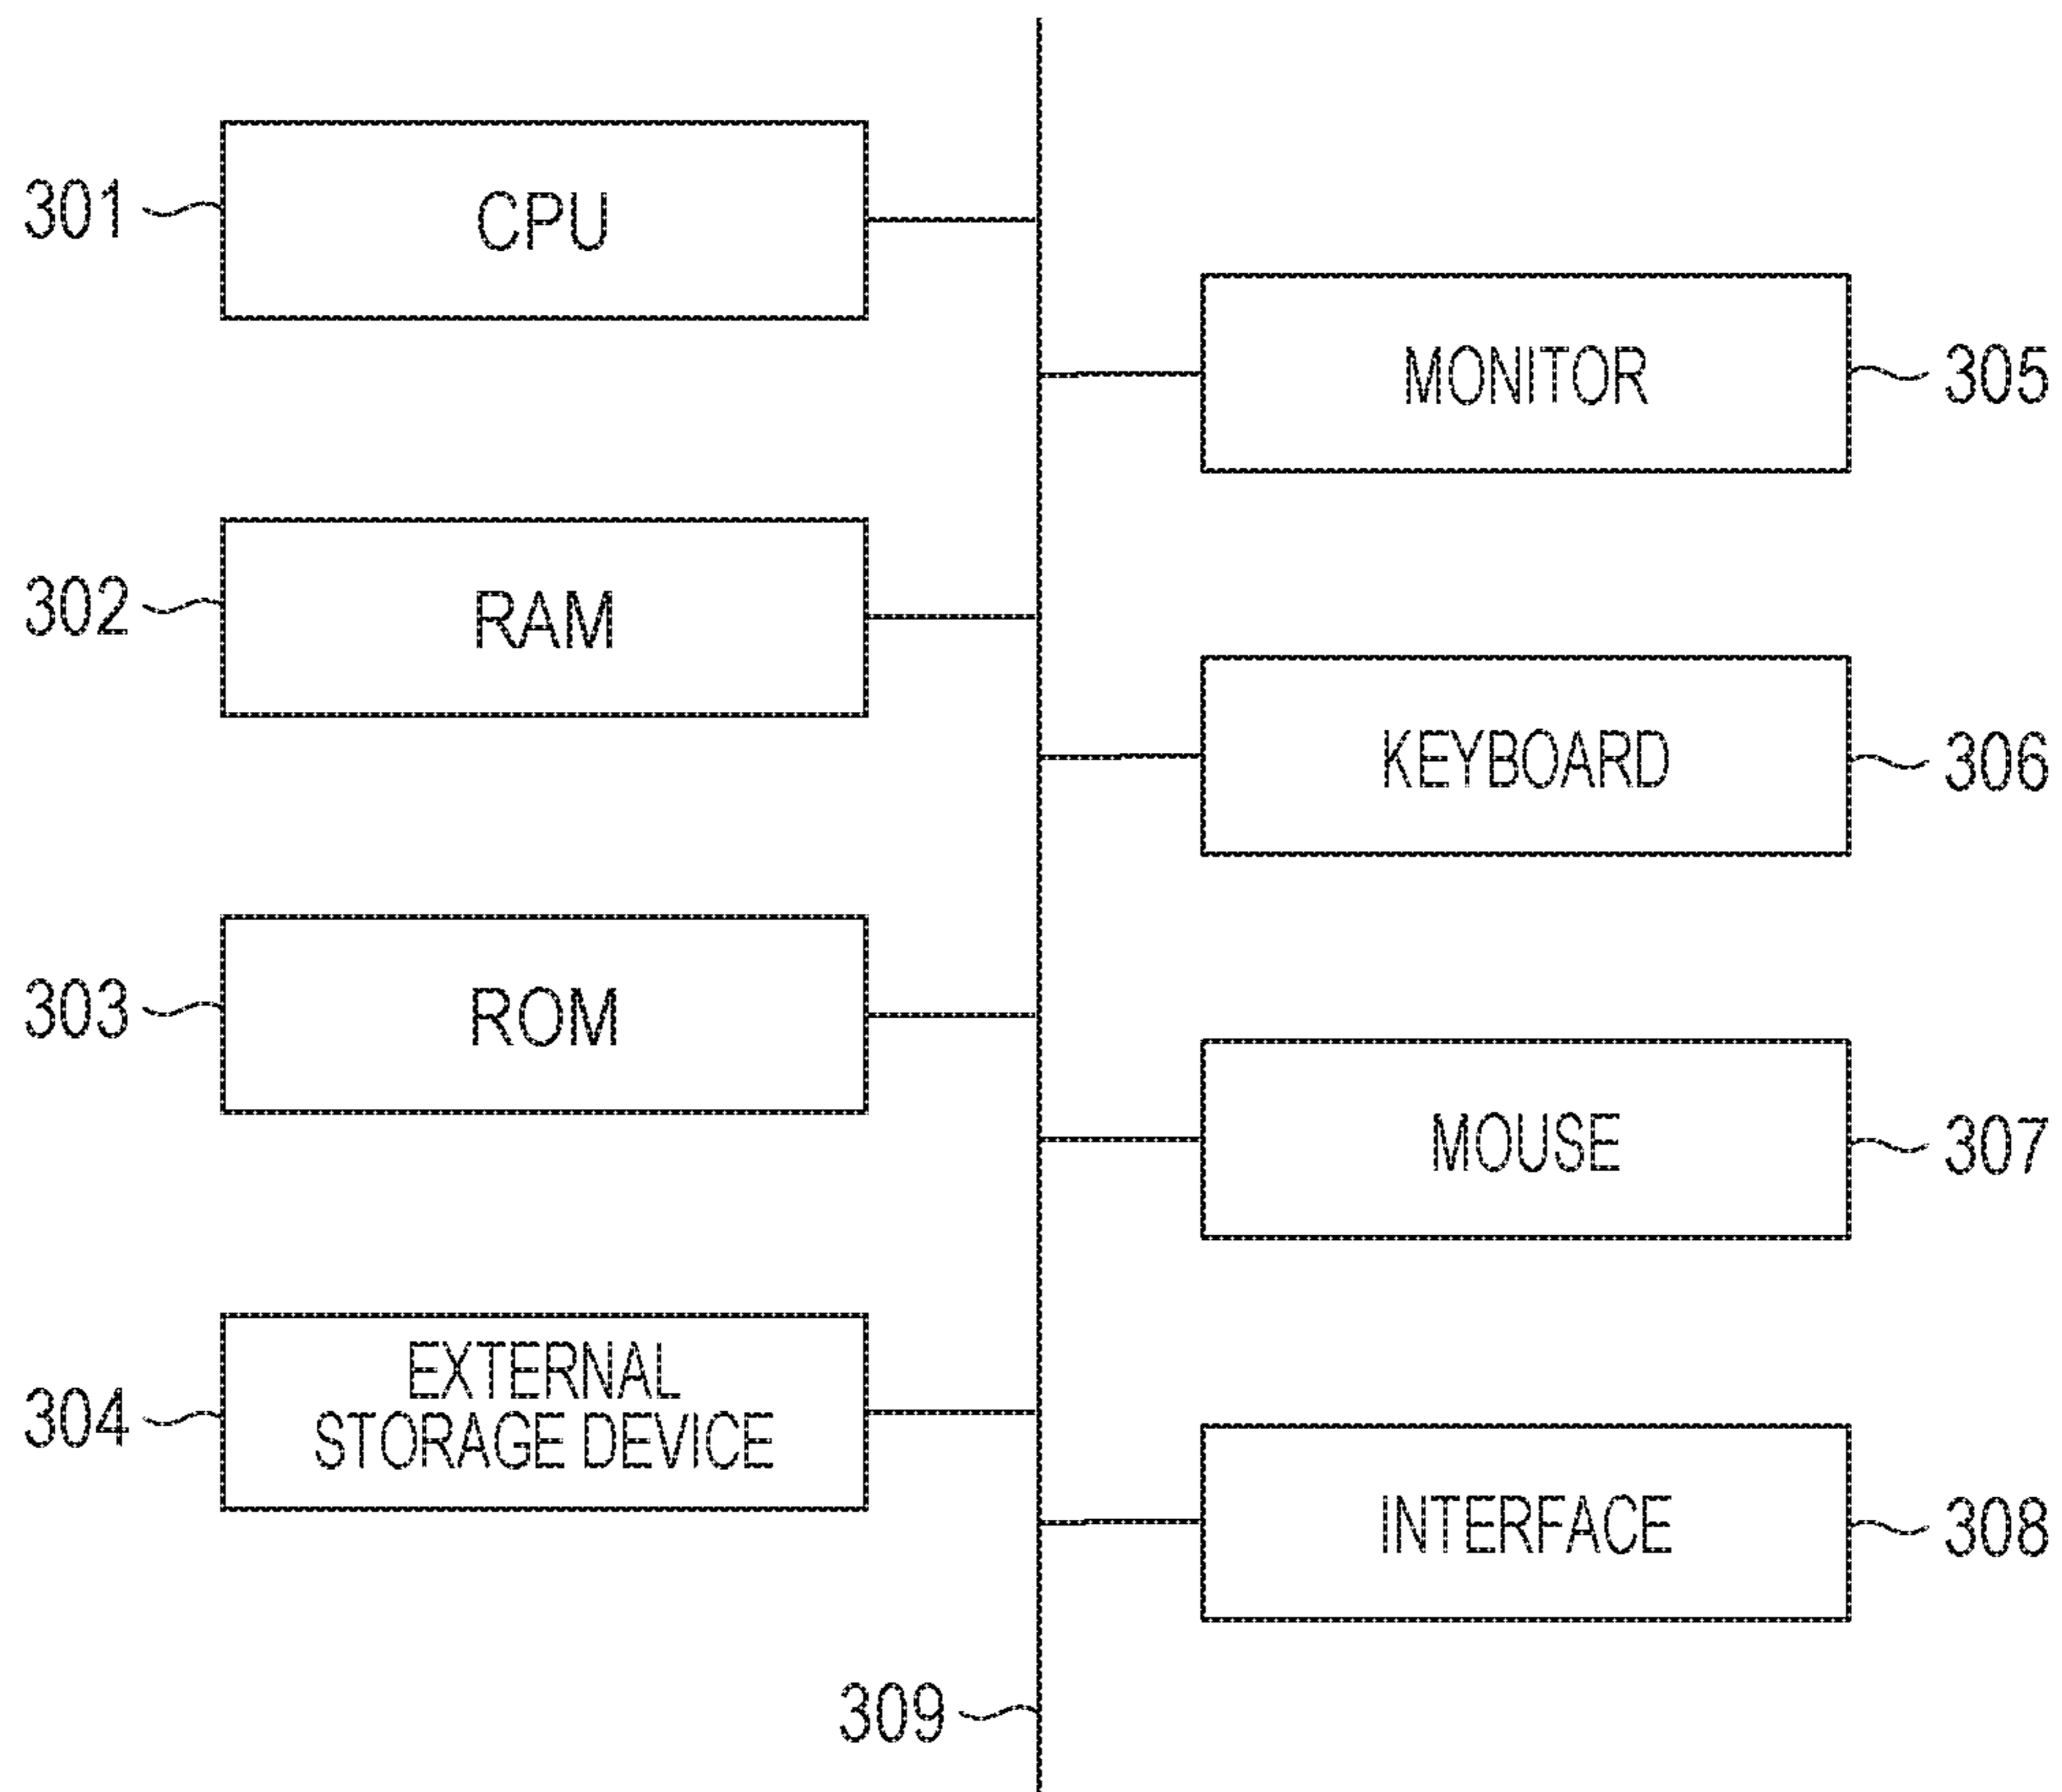 301
CPU
302
RAM
303
ROM
304
EXTERNAL
STORAGE DEVICE
MONITOR
305
KEYBOARD
306
MOUSE
307
INTERFACE
308
309